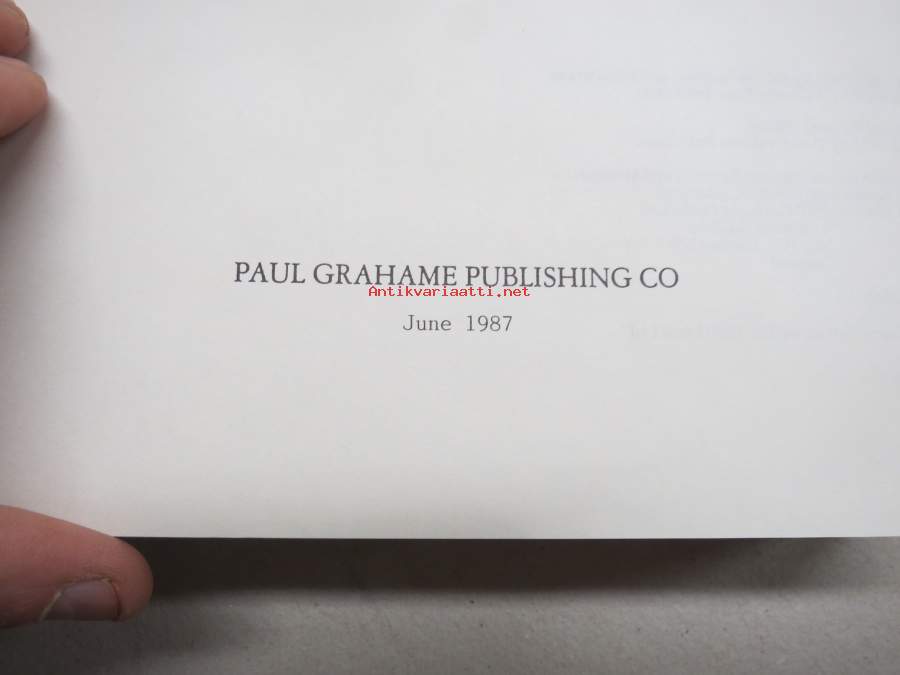 PAUL GRAHAME PUBLISHING CO
Antikvariaatti.net
June 1987